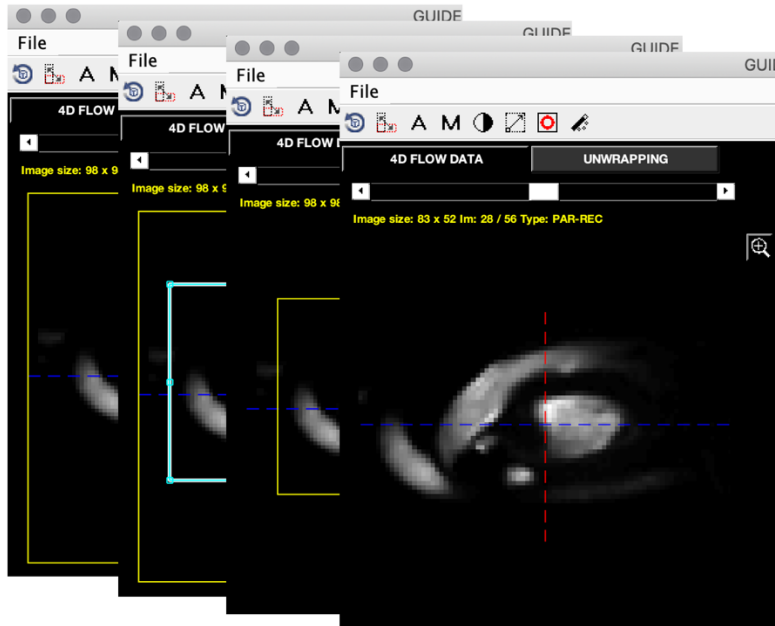 GUIDE
File
A M
4D FLOW
Image size: 98 x 9
GUIDE
File
A M
4D FLOW
Image size: 98 x 9
GUIDE
File
A M
4D FLOW
Image size: 98 x 98
GUI
File
A M
4D FLOW DATA UNWRAPPING
Image size: 83 x 52 Im: 28 / 56 Type: PAR-REC